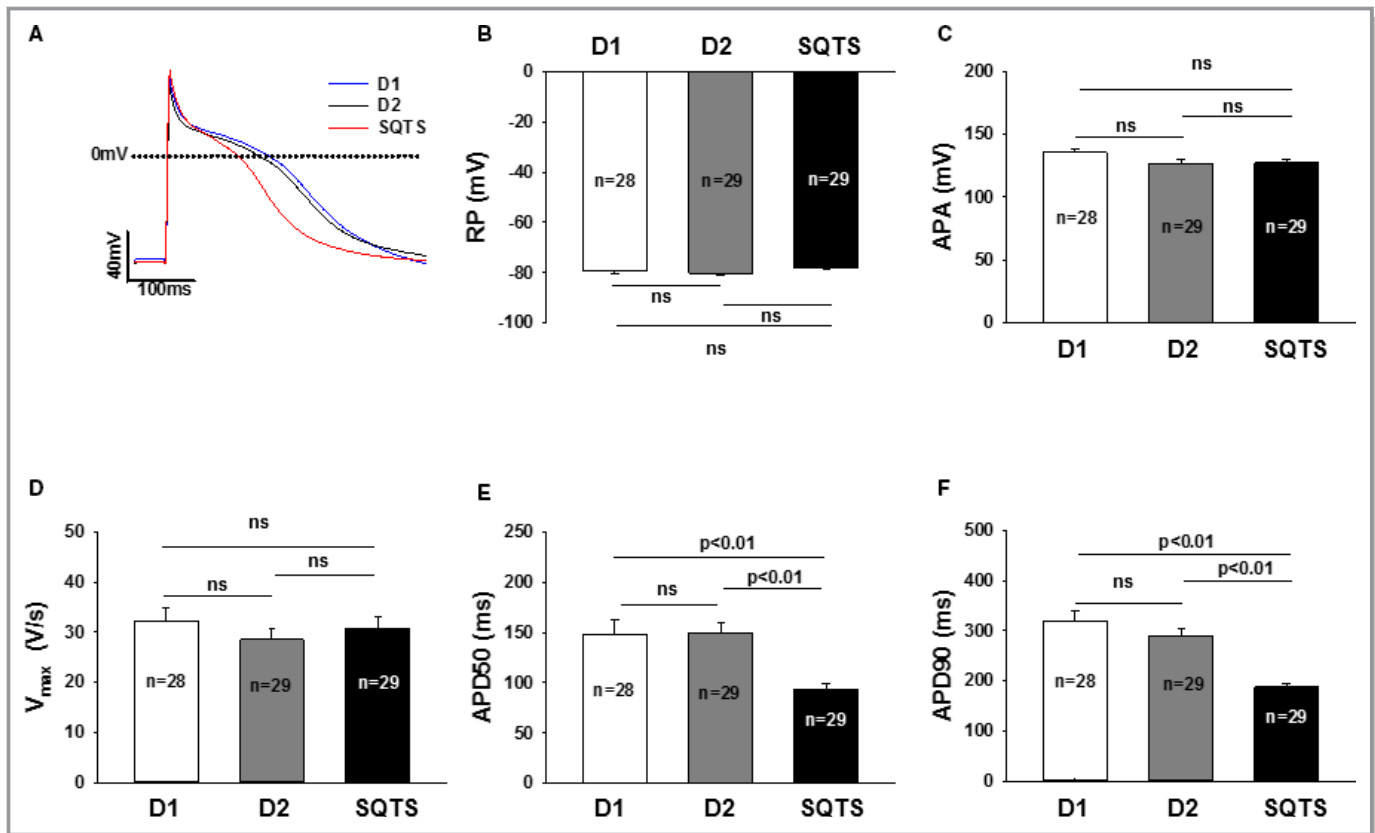 A
D1
D2
SQTS
0mV
40mV
100ms
B
D1 D2 SQTS
RP (mV)
0
-20
-40
-60
-80
-100
n=28 n=29 n=29
ns
ns
ns
C
APA (mV)
200
150
100
50
0
ns
ns
ns
n=28 n=29 n=29
D1 D2 SQTS
D
Vmax (V/s)
50
40
30
20
10
0
ns
ns
ns
n=28 n=29 n=29
D1 D2 SQTS
E
APD50 (ms)
250
200
150
100
50
0
p<0.01
ns p<0.01
n=28 n=29 n=29
D1 D2 SQTS
F
APD90 (ms)
500
400
300
200
100
0
p<0.01
ns p<0.01
n=28 n=29 n=29
D1 D2 SQTS